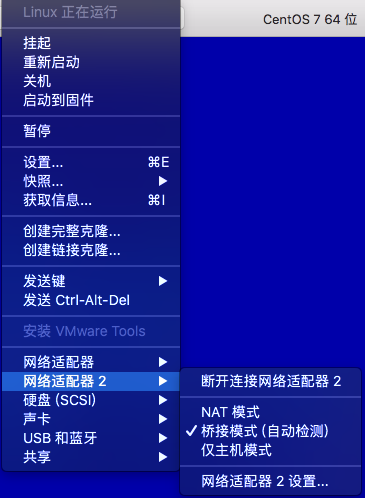 Linux 正在运行
CentOS 7 64 位
挂起
重新启动
关机
启动到固件
暂停
设置... ⌘E
快照...
获取信息... ⌘I
创建完整克隆...
创建链接克隆...
发送键
发送 Ctrl-Alt-Del
安装 VMware Tools
网络适配器
网络适配器 2
硬盘 (SCSI)
声卡
USB 和蓝牙
共享
断开连接网络适配器 2
NAT 模式
✓ 桥接模式 (自动检测)
仅主机模式
网络适配器 2 设置...